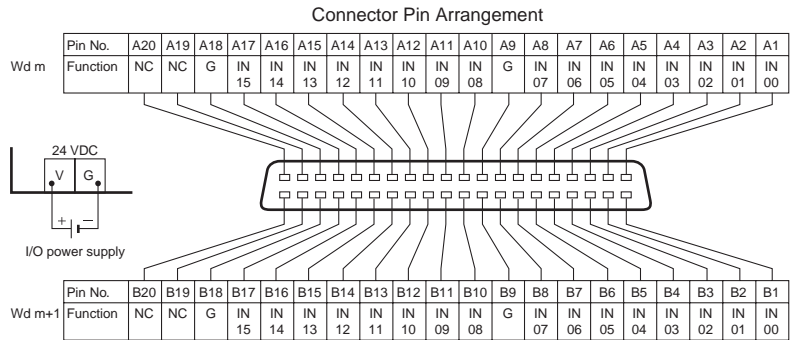 Connector Pin Arrangement
Pin No. A20 A19 A18 A17 A16 A15 A14 A13 A12 A11 A10 A9 A8 A7 A6 A5 A4 A3 A2 A1
Wd m Function NC NC G IN IN IN IN IN IN IN IN G IN IN IN IN IN IN IN IN
15 14 13 12 11 10 09 08 07 06 05 04 03 02 01 00
24 VDC
V G
+ −
I/O power supply
Pin No. B20 B19 B18 B17 B16 B15 B14 B13 B12 B11 B10 B9 B8 B7 B6 B5 B4 B3 B2 B1
Wd m+1 Function NC NC G IN IN IN IN IN IN IN IN G IN IN IN IN IN IN IN IN
15 14 13 12 11 10 09 08 07 06 05 04 03 02 01 00